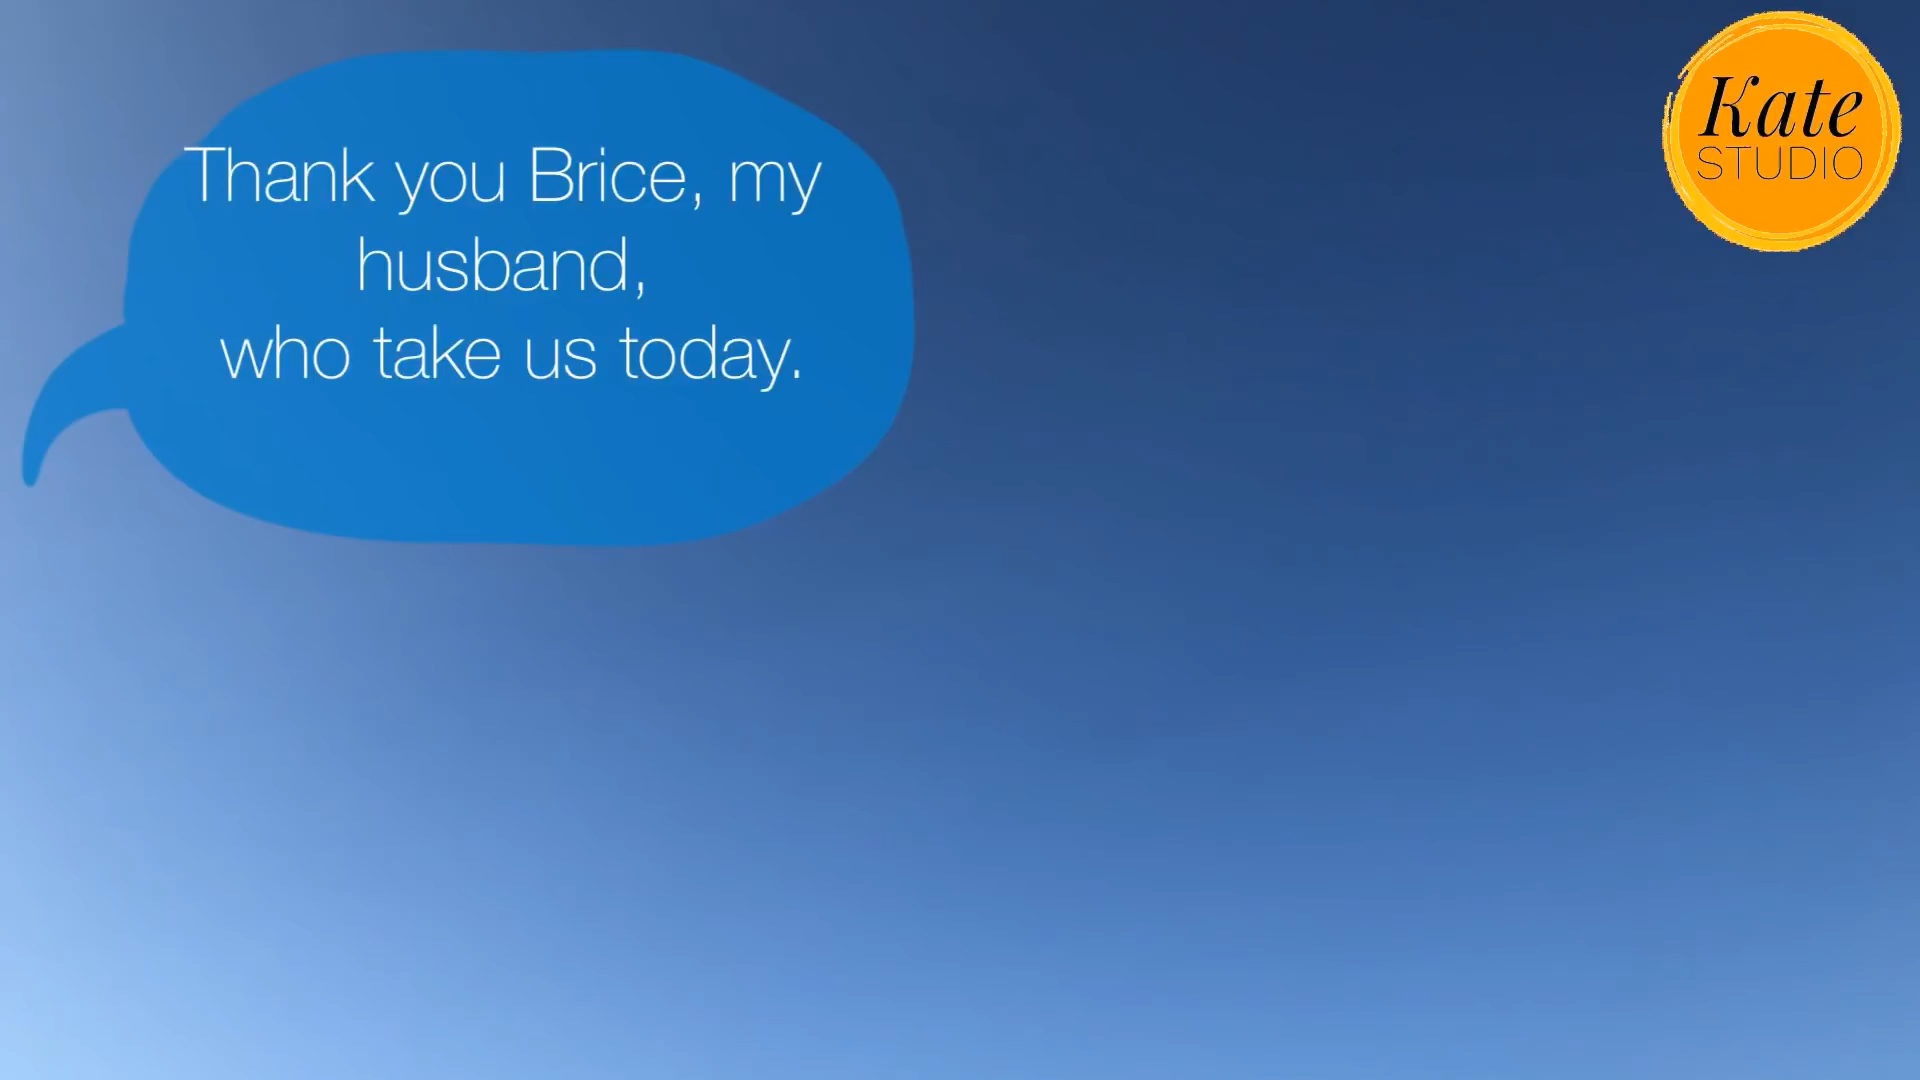 Thank you Brice, my
husband,
who take us today.
Kate
STUDIO